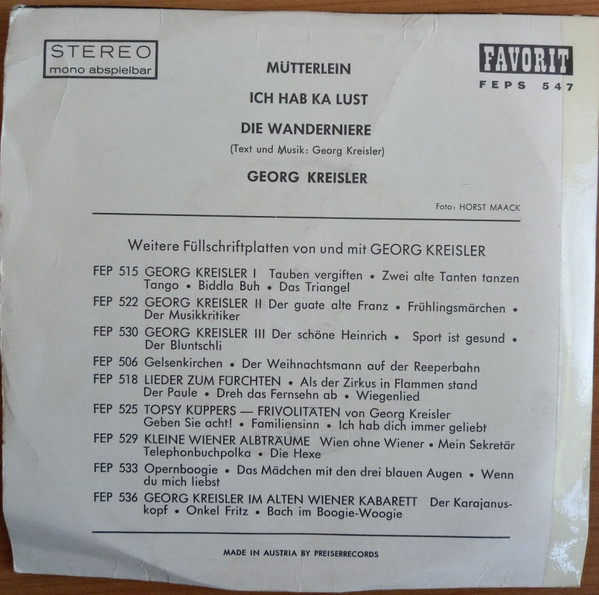 STEREO
mono abspielbar
FAVORIT
FEPS 547
MÜTTERLEIN
ICH HAB KA LUST
DIE WANDERNIERE
(Text und Musik: Georg Kreisler)
GEORG KREISLER
Foto: HORST MAACK
Weitere Füllschriftplatten von und mit GEORG KREISLER
FEP 515 GEORG KREISLER I Tauben vergiften • Zwei alte Tanten tanzen
Tango • Biddla Buh • Das Triangel
FEP 522 GEORG KREISLER II Der guate alte Franz • Frühlingsmärchen •
Der Musikkritiker
FEP 530 GEORG KREISLER III Der schöne Heinrich • Sport ist gesund •
Der Bluntschli
FEP 506 Gelsenkirchen • Der Weihnachtsmann auf der Reeperbahn
FEP 518 LIEDER ZUM FÜRCHTEN • Als der Zirkus in Flammen stand
Der Paule • Dreh das Fernsehn ab • Wiegenlied
FEP 525 TOPSY KÜPPERS — FRIVOLITÄTEN von Georg Kreisler
Geben Sie acht! • Familiensinn • Ich hab dich immer geliebt
FEP 529 KLEINE WIENER ALBTRÄUME Wien ohne Wiener • Mein Sekretär
Telephonbuchpolka • Die Hexe
FEP 533 Opernboogie • Das Mädchen mit den drei blauen Augen • Wenn
du mich liebst
FEP 536 GEORG KREISLER IM ALTEN WIENER KABARETT Der Karajanus-
kopf • Onkel Fritz • Bach im Boogie-Woogie
MADE IN AUSTRIA BY PREISERRECORDS